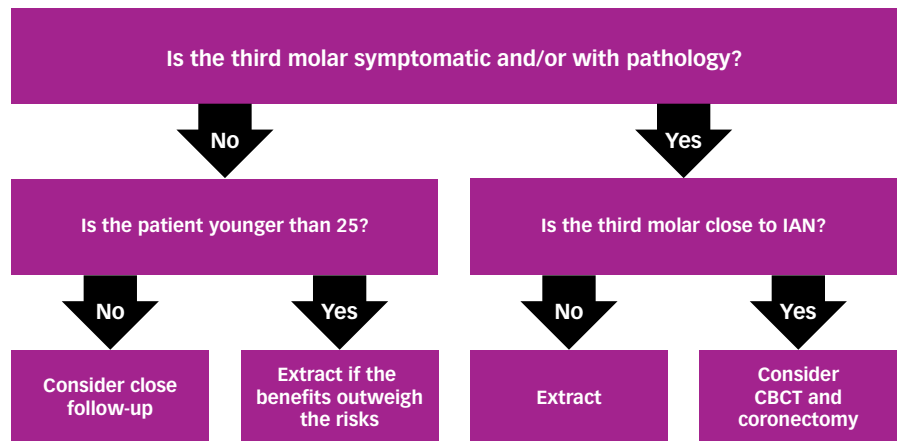 Is the third molar symptomatic and/or with pathology?
No
Yes
Is the patient younger than 25?
Is the third molar close to IAN?
No
Yes
No
Yes
Consider close
follow-up
Extract if the
benefits outweigh
the risks
Extract
Consider
CBCT and
coronectomy